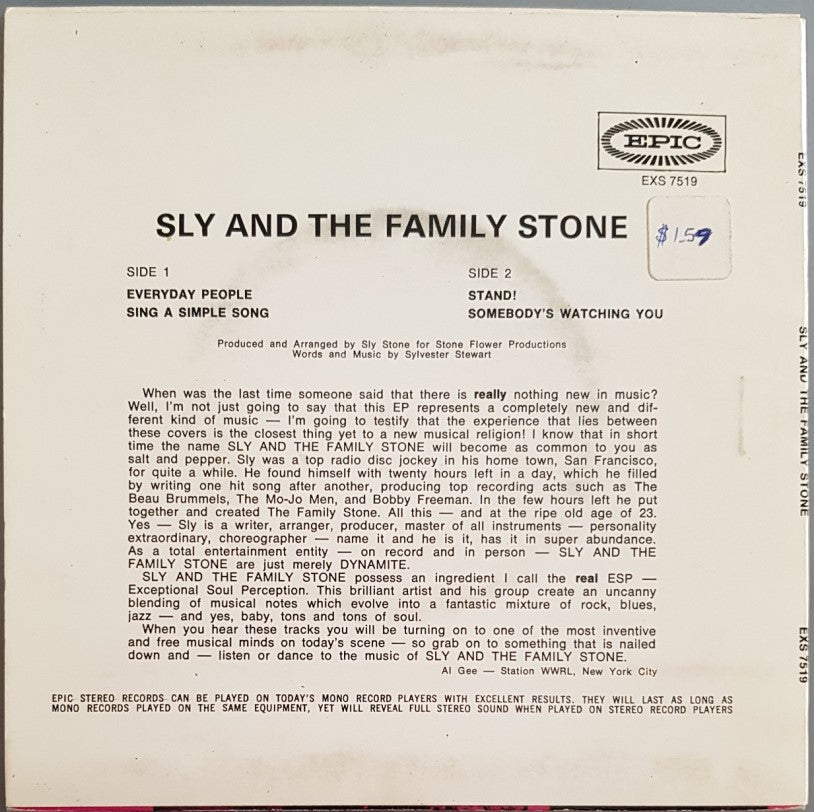 EPIC
EXS 7519
SLY AND THE FAMILY STONE
$1.59
SIDE 1
EVERYDAY PEOPLE
SING A SIMPLE SONG
SIDE 2
STAND!
SOMEBODY'S WATCHING YOU
Produced and Arranged by Sly Stone for Stone Flower Productions
Words and Music by Sylvester Stewart
When was the last time someone said that there is really nothing new in music?
Well, I'm not just going to say that this EP represents a completely new and dif-
ferent kind of music — I'm going to testify that the experience that lies between
these covers is the closest thing yet to a new musical religion! I know that in short
time the name SLY AND THE FAMILY STONE will become as common to you as
salt and pepper. Sly was a top radio disc jockey in his home town, San Francisco,
for quite a while. He found himself with twenty hours left in a day, which he filled
by writing one hit song after another, producing top recording acts such as The
Beau Brummels, The Mo-Jo Men, and Bobby Freeman. In the few hours left he put
together and created The Family Stone. All this — and at the ripe old age of 23.
Yes — Sly is a writer, arranger, producer, master of all instruments — personality
extraordinary, choreographer — name it and he is it, has it in super abundance.
As a total entertainment entity — on record and in person — SLY AND THE
FAMILY STONE are just merely DYNAMITE.
SLY AND THE FAMILY STONE possess an ingredient I call the real ESP —
Exceptional Soul Perception. This brilliant artist and his group create an uncanny
blending of musical notes which evolve into a fantastic mixture of rock, blues,
jazz — and yes, baby, tons and tons of soul.
When you hear these tracks you will be turning on to one of the most inventive
and free musical minds on today's scene — so grab on to something that is nailed
down and — listen or dance to the music of SLY AND THE FAMILY STONE.
Al Gee — Station WWRL, New York City
EPIC STEREO RECORDS CAN BE PLAYED ON TODAY'S MONO RECORD PLAYERS WITH EXCELLENT RESULTS. THEY WILL LAST AS LONG AS
MONO RECORDS PLAYED ON THE SAME EQUIPMENT, YET WILL REVEAL FULL STEREO SOUND WHEN PLAYED ON STEREO RECORD PLAYERS
EXS 7519
SLY AND THE FAMILY STONE
EXS 7519